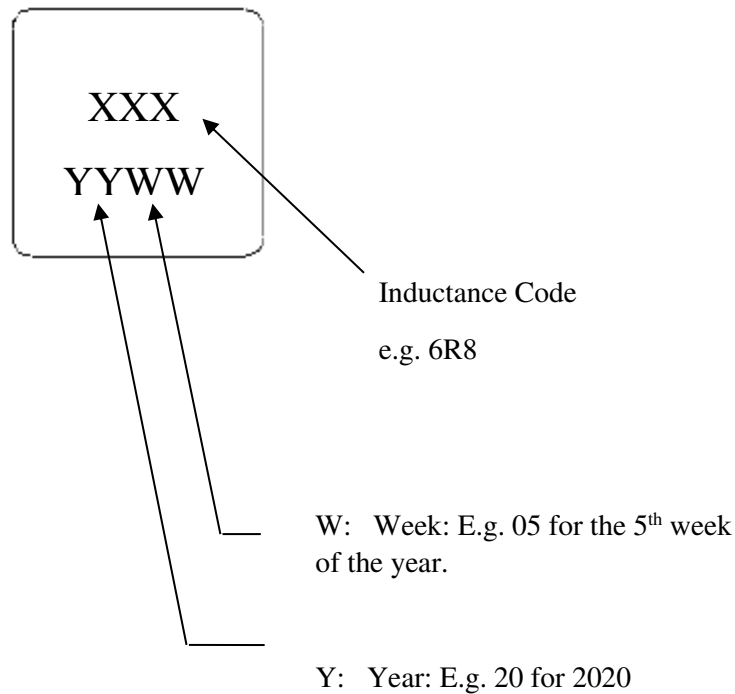 XXX
YYWW
Inductance Code
e.g. 6R8
W: Week: E.g. 05 for the 5th week
of the year.
Y: Year: E.g. 20 for 2020